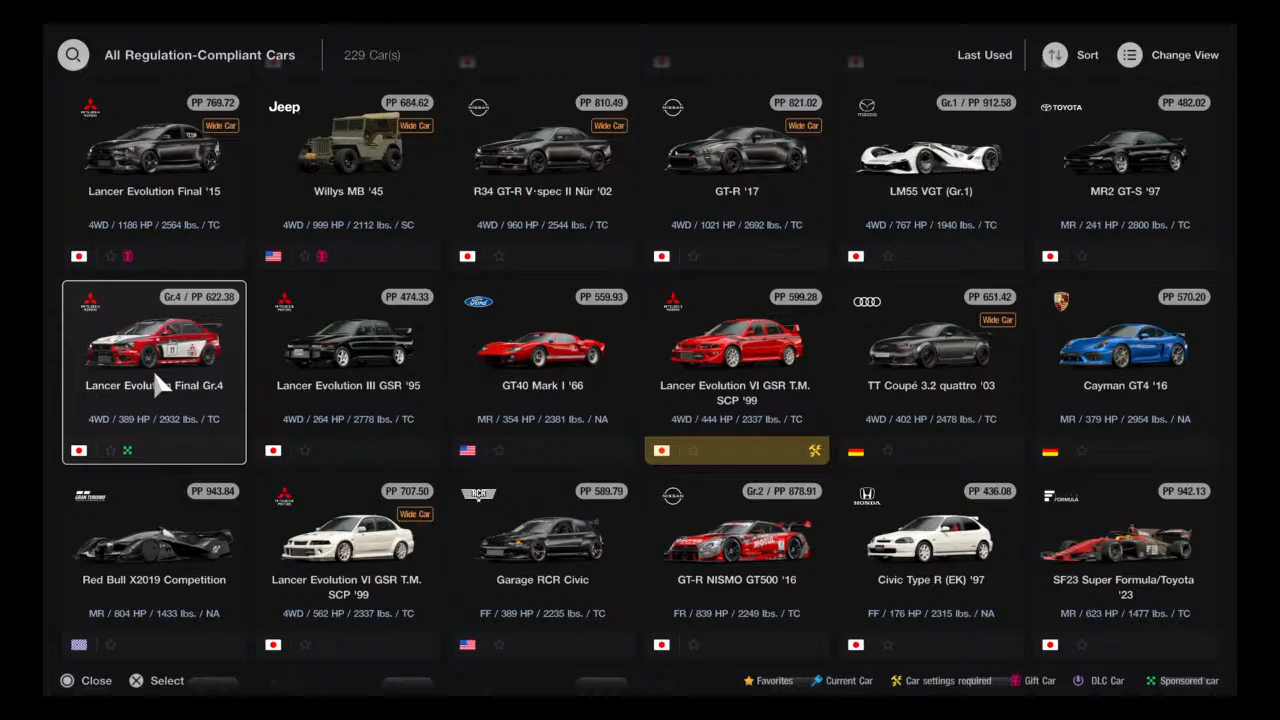 All Regulation-Compliant Cars
229 Car(s)
Last Used
Sort
Change View
PP 769.72
Wide Car
Lancer Evolution Final '15
4WD / 1186 HP / 2564 lbs. / TC
Jeep
PP 684.62
Wide Car
Willys MB '45
4WD / 999 HP / 2112 lbs. / SC
PP 810.49
Wide Car
R34 GT-R V·spec II Nür '02
4WD / 960 HP / 2544 lbs. / TC
PP 821.02
Wide Car
GT-R '17
4WD / 1021 HP / 2692 lbs. / TC
Gr.1 / PP 912.58
LM55 VGT (Gr.1)
4WD / 767 HP / 1940 lbs. / TC
TOYOTA
PP 482.02
MR2 GT-S '97
MR / 241 HP / 2800 lbs. / TC
Gr.4 / PP 622.38
Lancer Evolution Final Gr.4
4WD / 389 HP / 2932 lbs. / TC
PP 474.33
Lancer Evolution III GSR '95
4WD / 264 HP / 2778 lbs. / TC
Ford
PP 559.93
GT40 Mark I '66
MR / 354 HP / 2381 lbs. / NA
PP 599.28
Lancer Evolution VI GSR T.M.
SCP '99
4WD / 444 HP / 2337 lbs. / TC
PP 651.42
Wide Car
TT Coupé 3.2 quattro '03
4WD / 402 HP / 2478 lbs. / TC
PP 570.20
Cayman GT4 '16
MR / 379 HP / 2954 lbs. / NA
GRAN TURISMO
PP 943.84
Red Bull X2019 Competition
MR / 804 HP / 1433 lbs. / NA
PP 707.50
Wide Car
Lancer Evolution VI GSR T.M.
SCP '99
4WD / 562 HP / 2337 lbs. / TC
RCR
PP 589.79
Garage RCR Civic
FF / 389 HP / 2235 lbs. / TC
Gr.2 / PP 878.91
MOTUL
GT-R NISMO GT500 '16
FR / 839 HP / 2249 lbs. / TC
HONDA
PP 436.08
Civic Type R (EK) '97
FF / 176 HP / 2315 lbs. / NA
FORMULA
PP 942.13
SF23 Super Formula/Toyota
'23
MR / 623 HP / 1477 lbs. / TC
Close
Select
Favorites
Current Car
Car settings required
Gift Car
DLC Car
Sponsored car